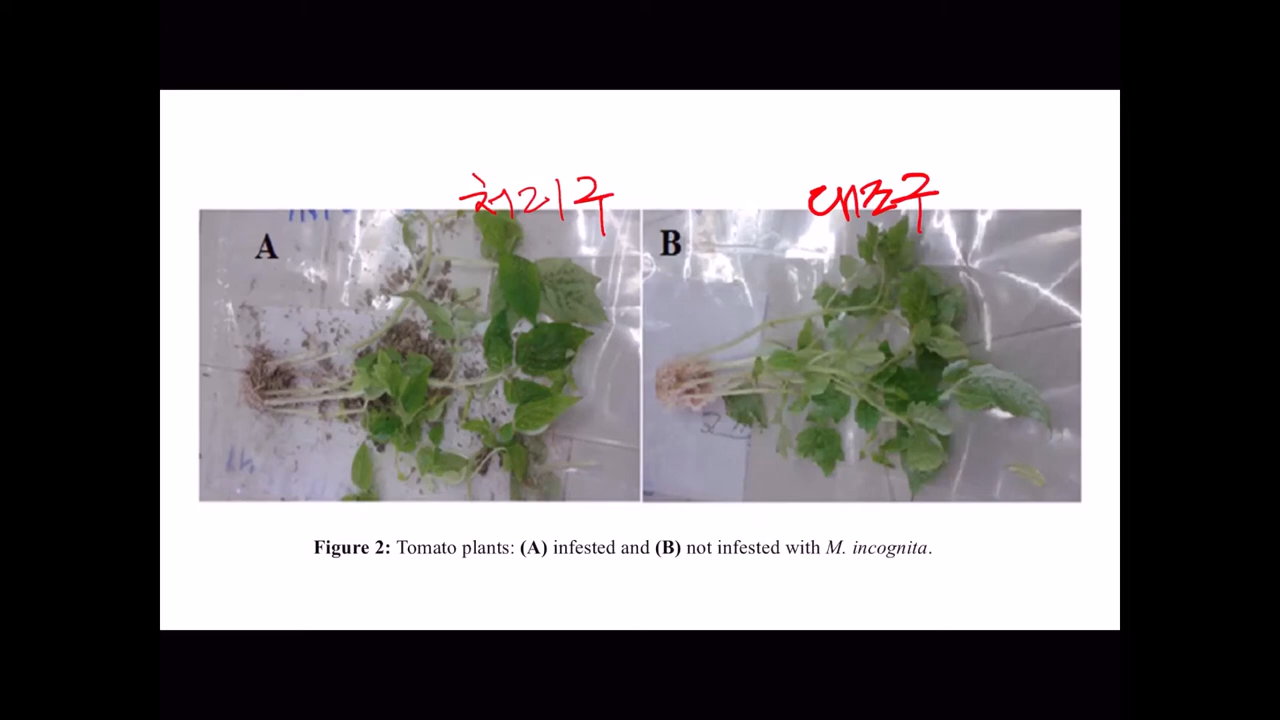 처리구
대조구
A
B
Figure 2: Tomato plants: (A) infested and (B) not infested with M. incognita.